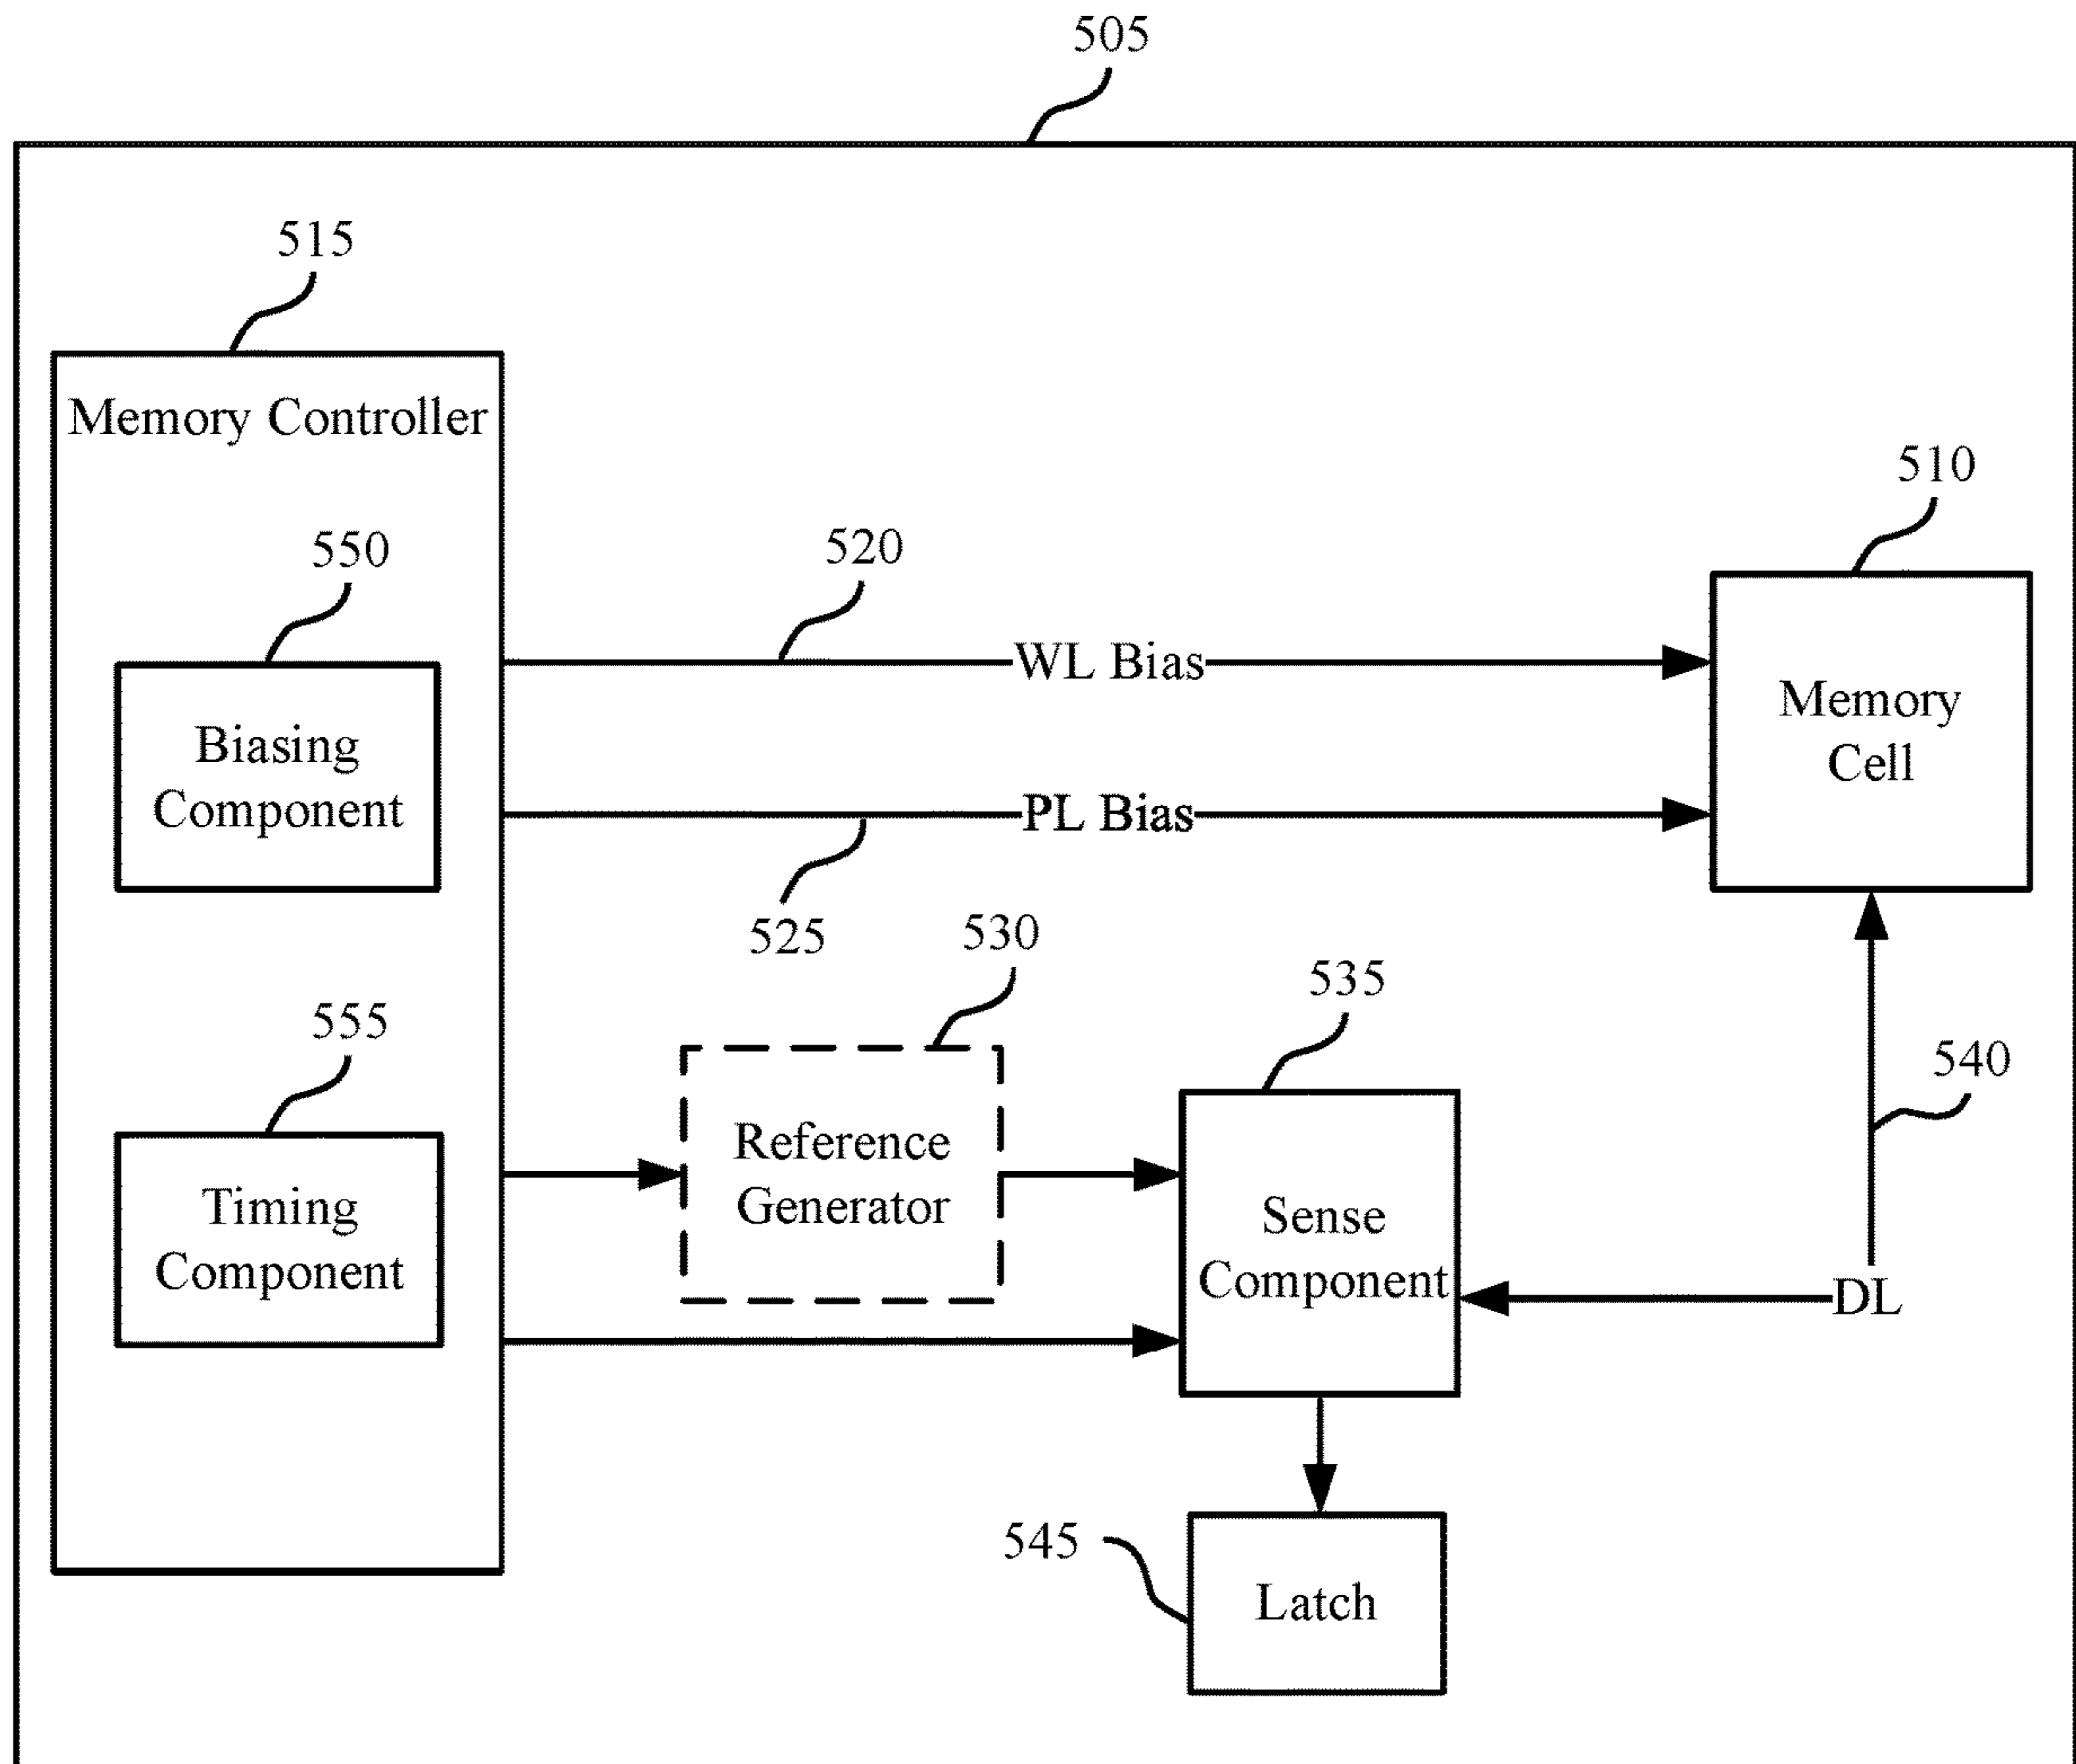 505
515
Memory Controller
510
550
520
WL Bias
Memory
Cell
Biasing
Component
PL Bias
525
530
535
555
540
Reference
Generator
Timing
Component
Sense
Component
DL
545
Latch